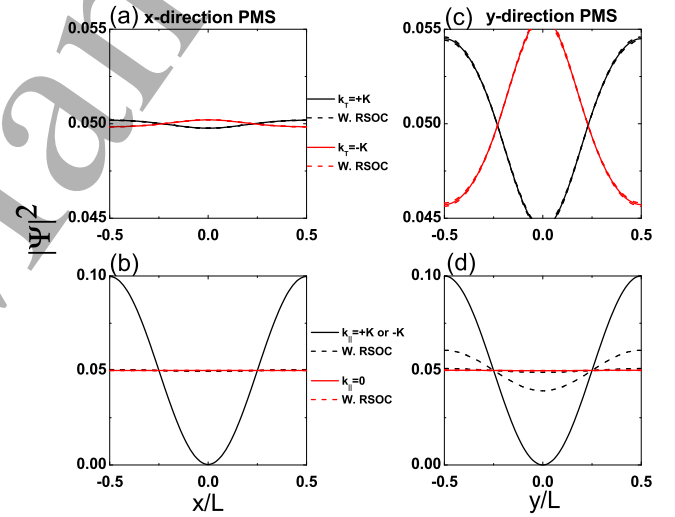 (a) x-direction PMS
(c) y-direction PMS
0.055
0.050
0.045
k_T=+K
W. RSOC
k_T=-K
W. RSOC
0.055
0.050
0.045
-0.5 0.0 0.5
-0.5 0.0 0.5
|Ψ|2
(b)
(d)
0.10
0.05
0.00
k_||=+K or -K
W. RSOC
k_||=0
W. RSOC
0.10
0.05
0.00
-0.5 0.0 0.5
-0.5 0.0 0.5
x/L
y/L